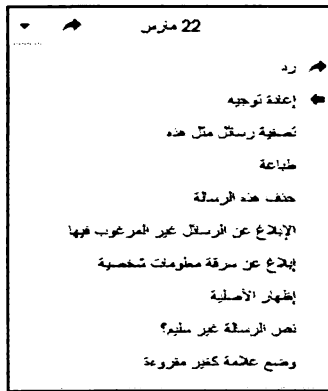 22 مارس
رد
إعادة توجيه
تصفية رسائل مثل هذه
طباعة
حذف هذه الرسالة
الإبلاغ عن الرسائل غير المرغوب فيها
إبلاغ عن سرقة معلومات شخصية
إظهار الأصلية
نص الرسالة غير سليم؟
وضع علامة كغير مقروءة